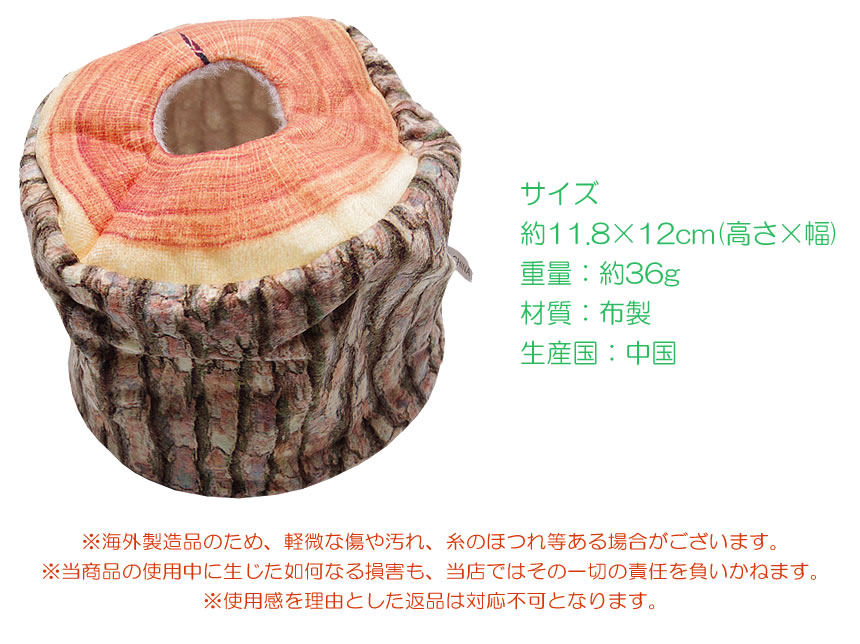 サイズ
約11.8×12cm(高さ×幅)
重量：約36g
材質：布製
生産国：中国
※海外製造品のため、軽微な傷や汚れ、糸のほつれ等ある場合がございます。
※当商品の使用中に生じた如何なる損害も、当店ではその一切の責任を負いかねます。
※使用感を理由とした返品は対応不可となります。